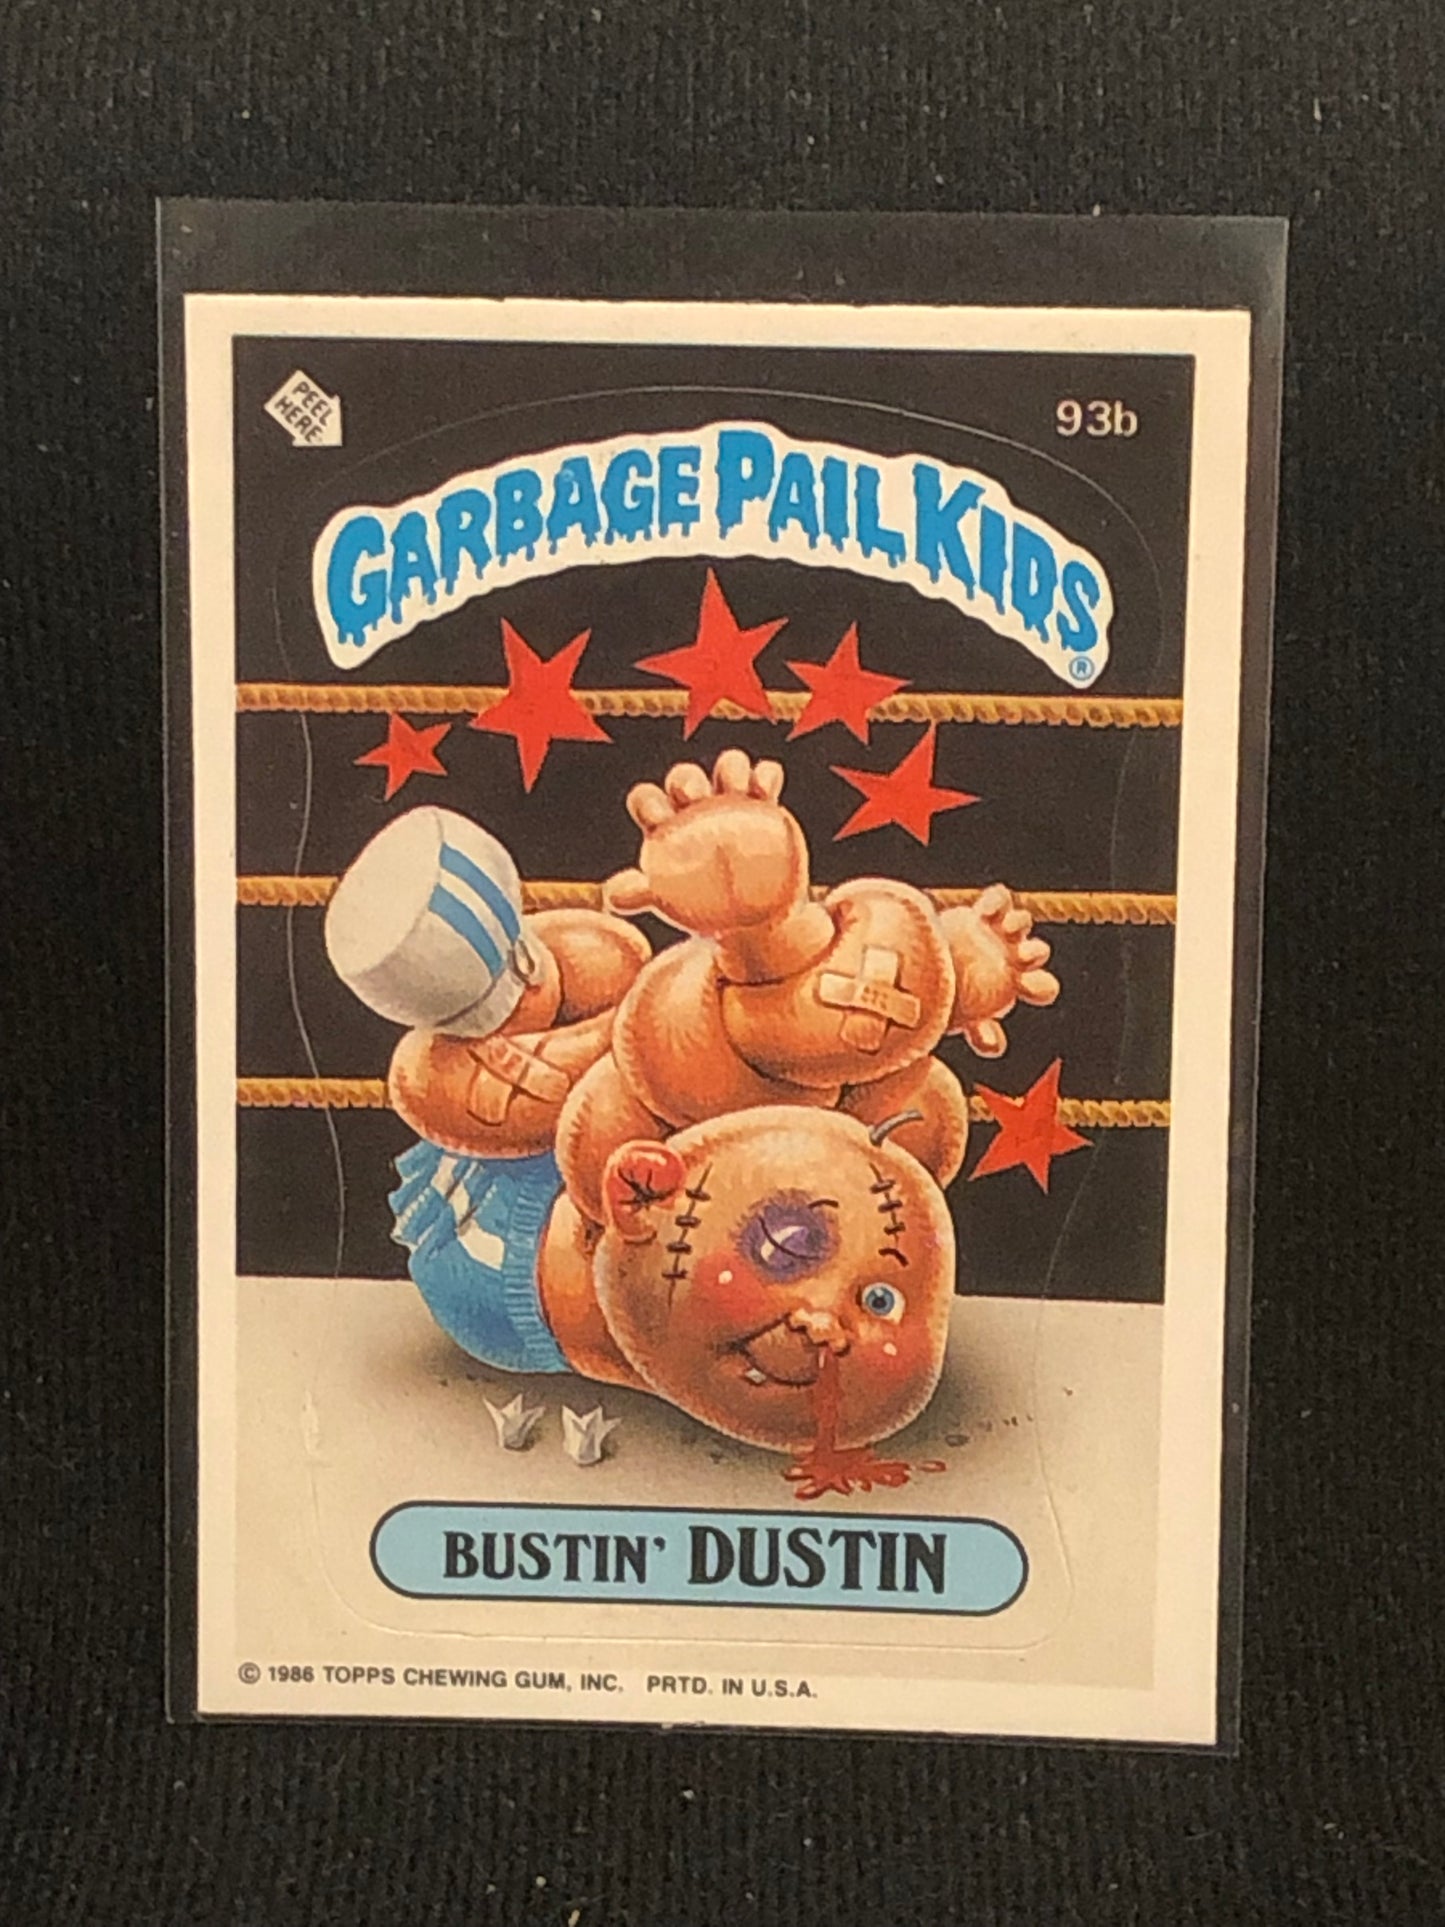 PEEL
HERE
93b
GARBAGE PAIL KIDS
®
BUSTIN' DUSTIN
© 1986 TOPPS CHEWING GUM, INC. PRTD. IN U.S.A.